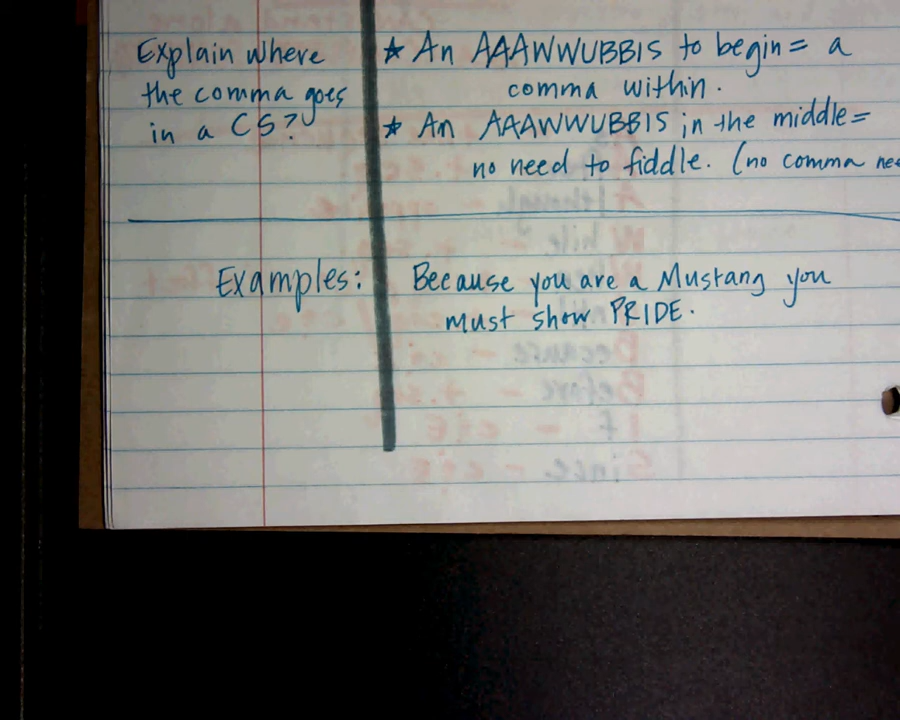 Explain where
the comma goes
in a CS?
★ An AAAWWUBBIS to begin = a
comma within.
★ An AAAWWUBBIS in the middle =
no need to fiddle. (no comma
Examples:
Because you are a Mustang you
must show PRIDE.